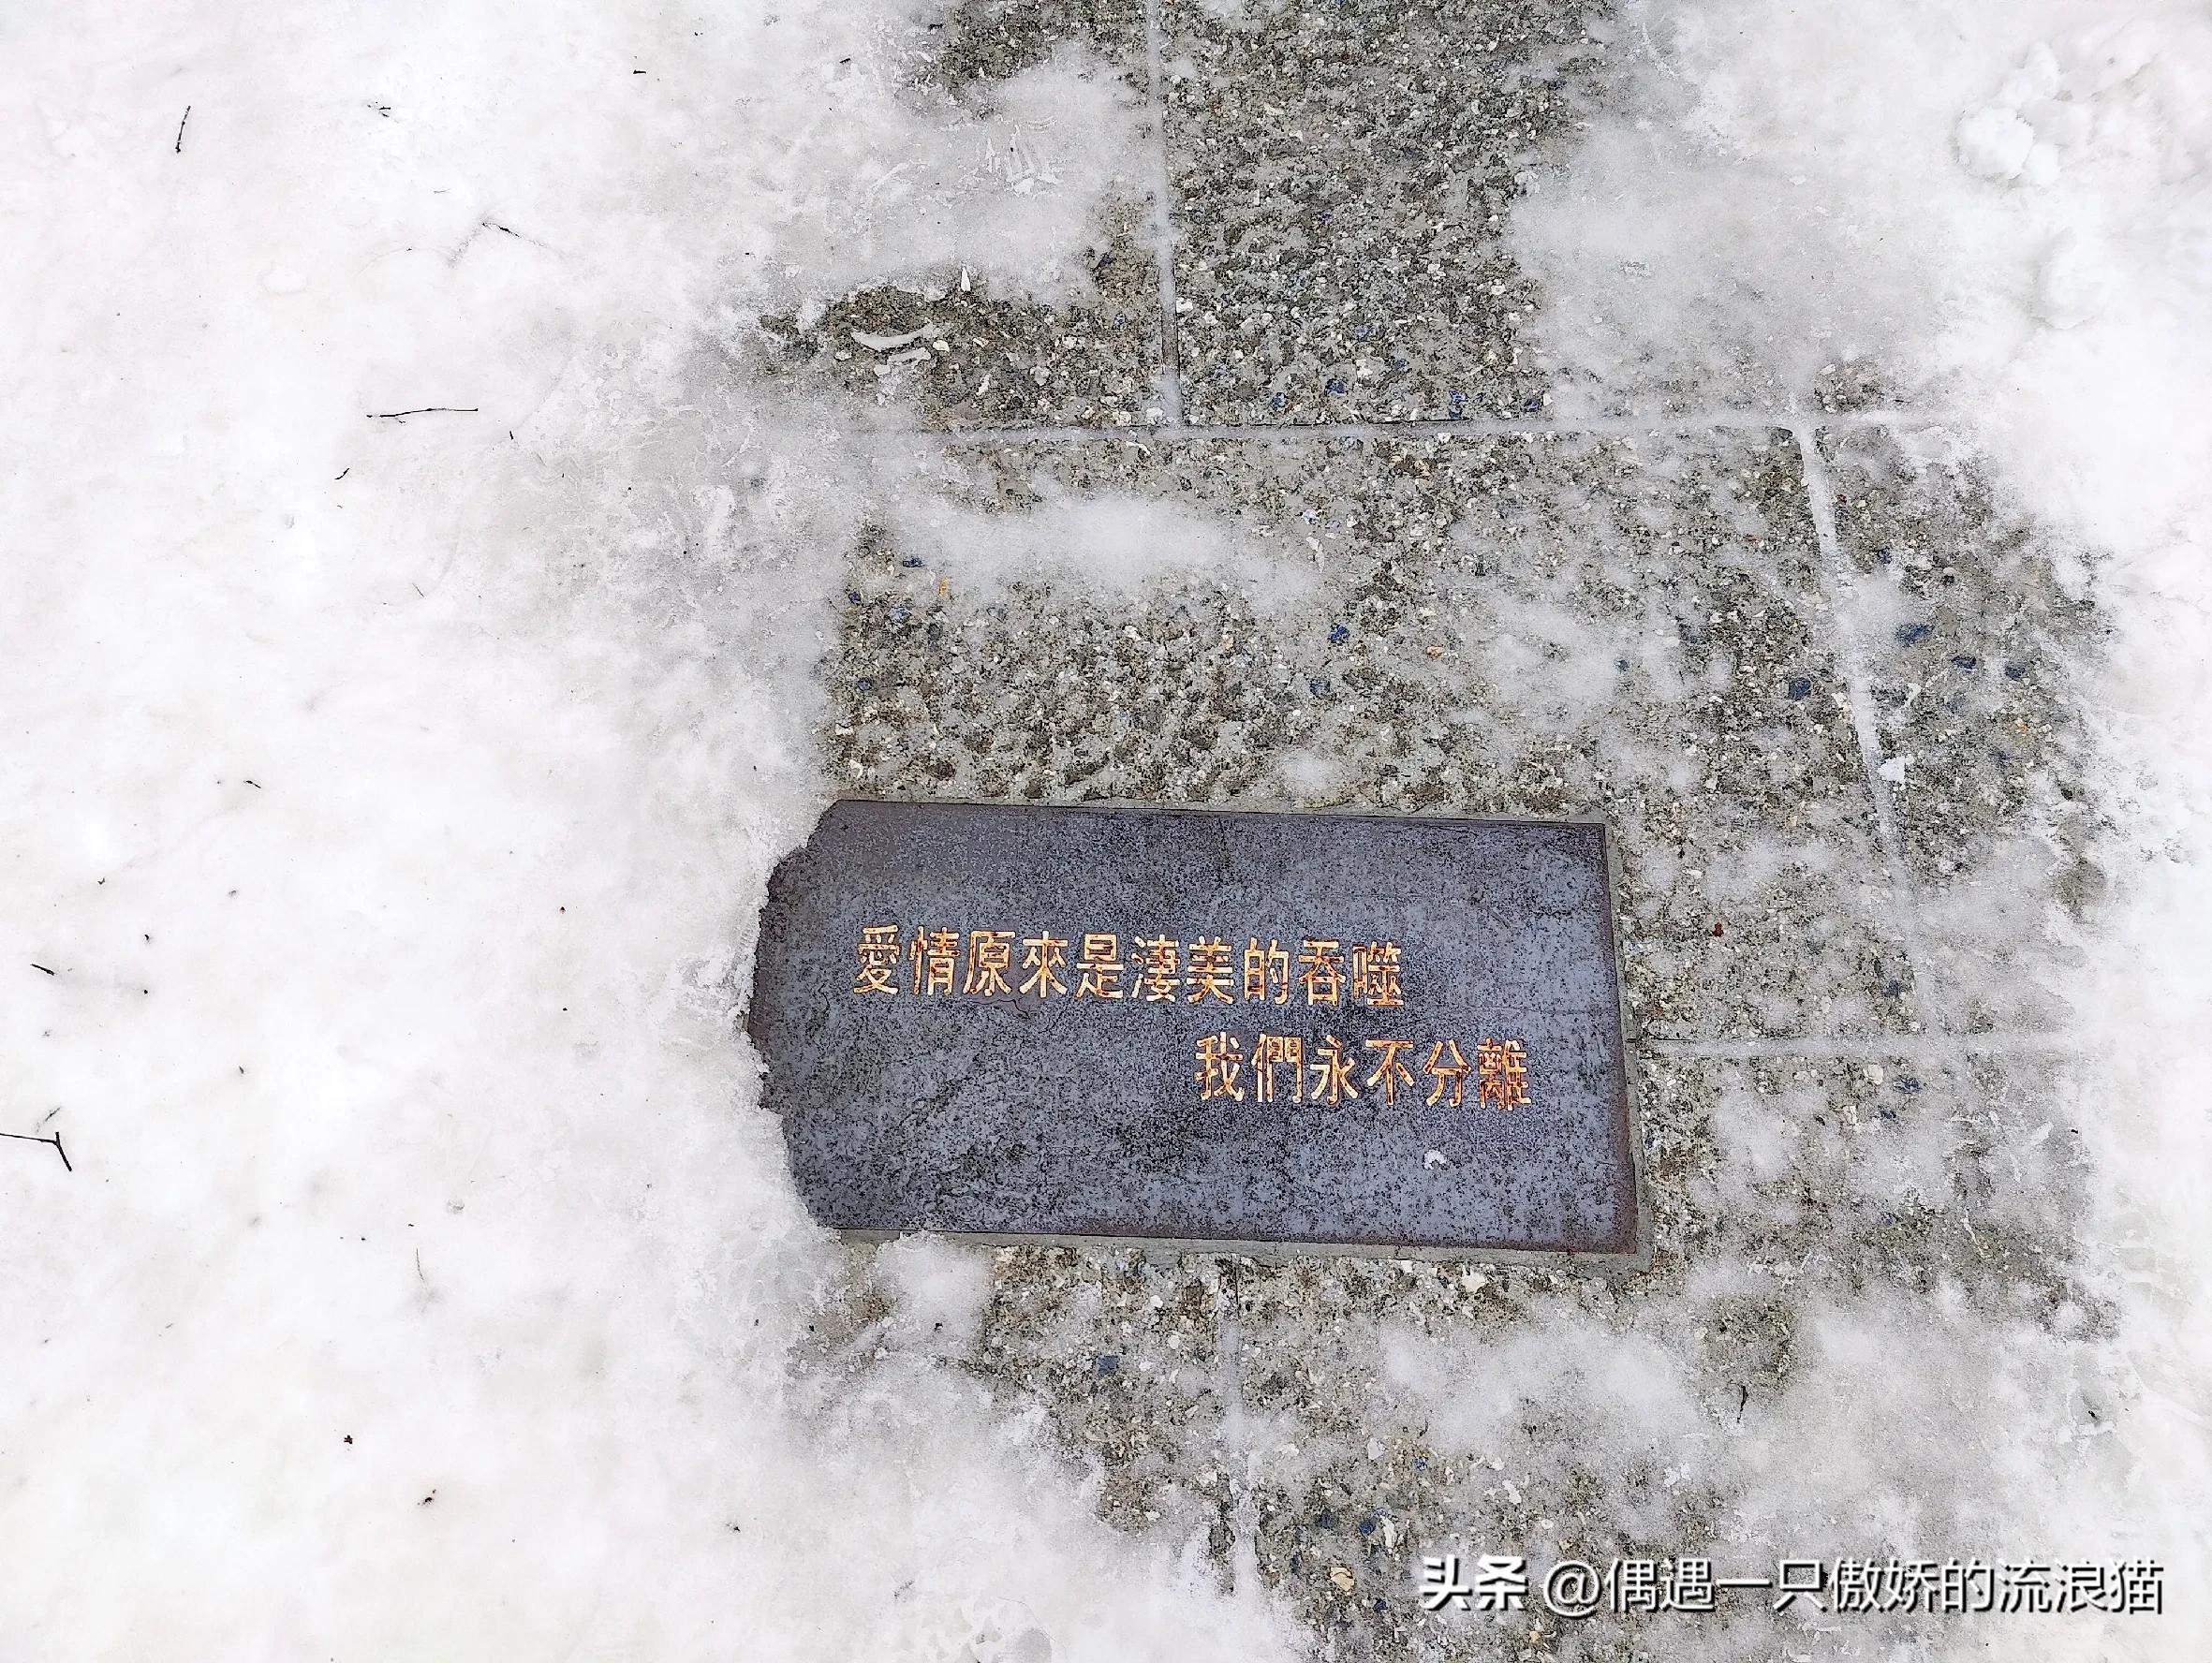 愛情原來是淒美的吞噬
我們永不分離
头条 @偶遇一只傲娇的流浪猫